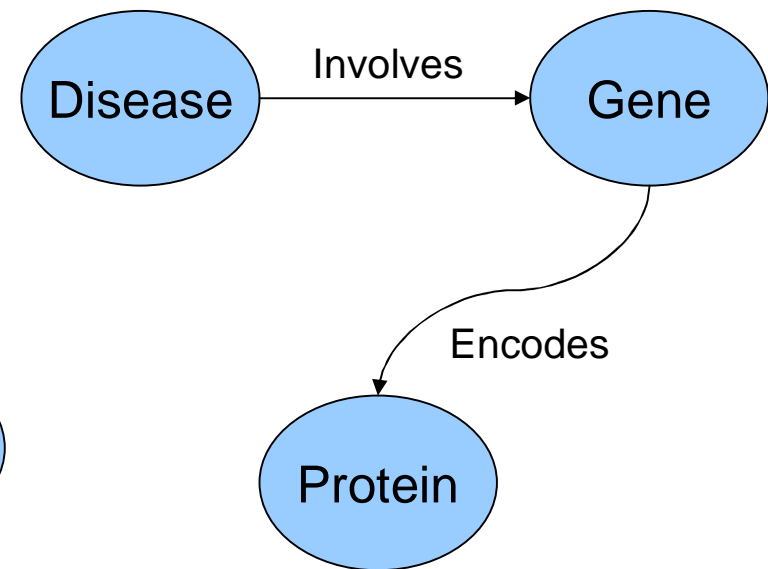 Involves
Disease
Gene
Encodes
Protein